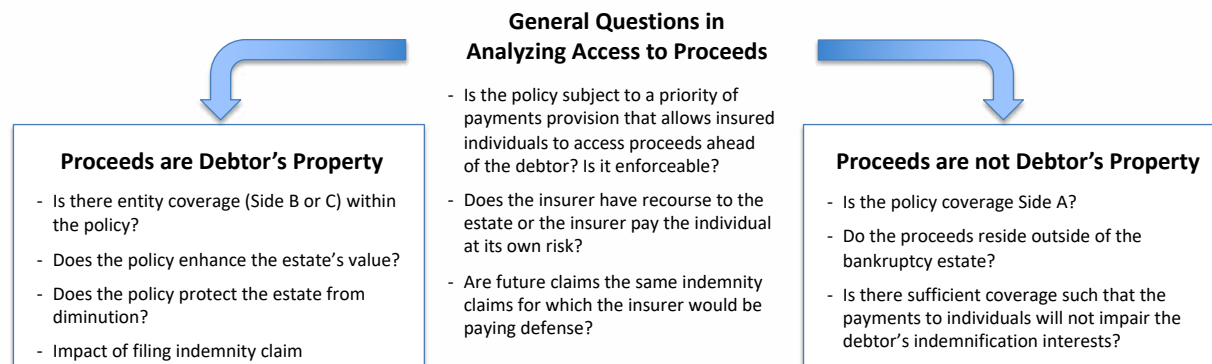 General Questions in
Analyzing Access to Proceeds
- Is the policy subject to a priority of
payments provision that allows insured
individuals to access proceeds ahead
of the debtor? Is it enforceable?
- Does the insurer have recourse to the
estate or the insurer pay the individual
at its own risk?
- Are future claims the same indemnity
claims for which the insurer would be
paying defense?
Proceeds are Debtor’s Property
- Is there entity coverage (Side B or C) within
the policy?
- Does the policy enhance the estate’s value?
- Does the policy protect the estate from
diminution?
- Impact of filing indemnity claim
Proceeds are not Debtor’s Property
- Is the policy coverage Side A?
- Do the proceeds reside outside of the
bankruptcy estate?
- Is there sufficient coverage such that the
payments to individuals will not impair the
debtor’s indemnification interests?